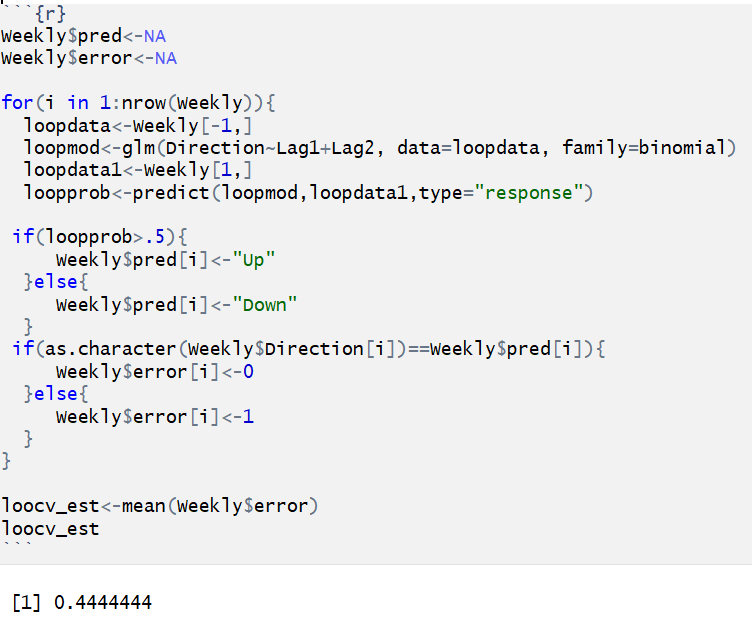 ```{r}
Weekly$pred<-NA
Weekly$error<-NA
for(i in 1:nrow(Weekly)){
loopdata<-Weekly[-1,]
loopmod<-glm(Direction~Lag1+Lag2, data=loopdata, family=binomial)
loopdata1<-Weekly[1,]
loopprob<-predict(loopmod,loopdata1,type="response")
if(loopprob>.5){
Weekly$pred[i]<-"Up"
}else{
Weekly$pred[i]<-"Down"
}
if(as.character(Weekly$Direction[i])==Weekly$pred[i]){
Weekly$error[i]<-0
}else{
Weekly$error[i]<-1
}
}
loocv_est<-mean(Weekly$error)
loocv_est
```
[1] 0.4444444